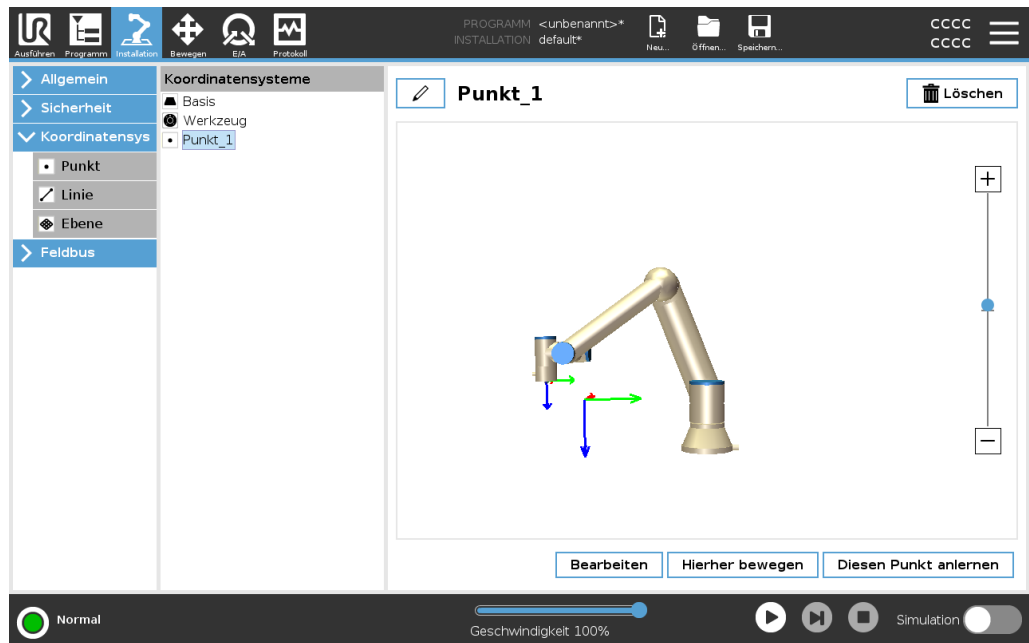 PROGRAMM <unbenannt>*
INSTALLATION default*
CCCC
CCCC
Ausführen Programm Installation Bewegen E/A Protokoll Neu... Öffnen... Speichern...
Allgemein
Sicherheit
Koordinatensys
Punkt
Linie
Ebene
Feldbus
Koordinatensysteme
Basis
Werkzeug
Punkt_1
Punkt_1
Löschen
Bearbeiten Hierher bewegen Diesen Punkt anlernen
Normal
Geschwindigkeit 100%
Simulation